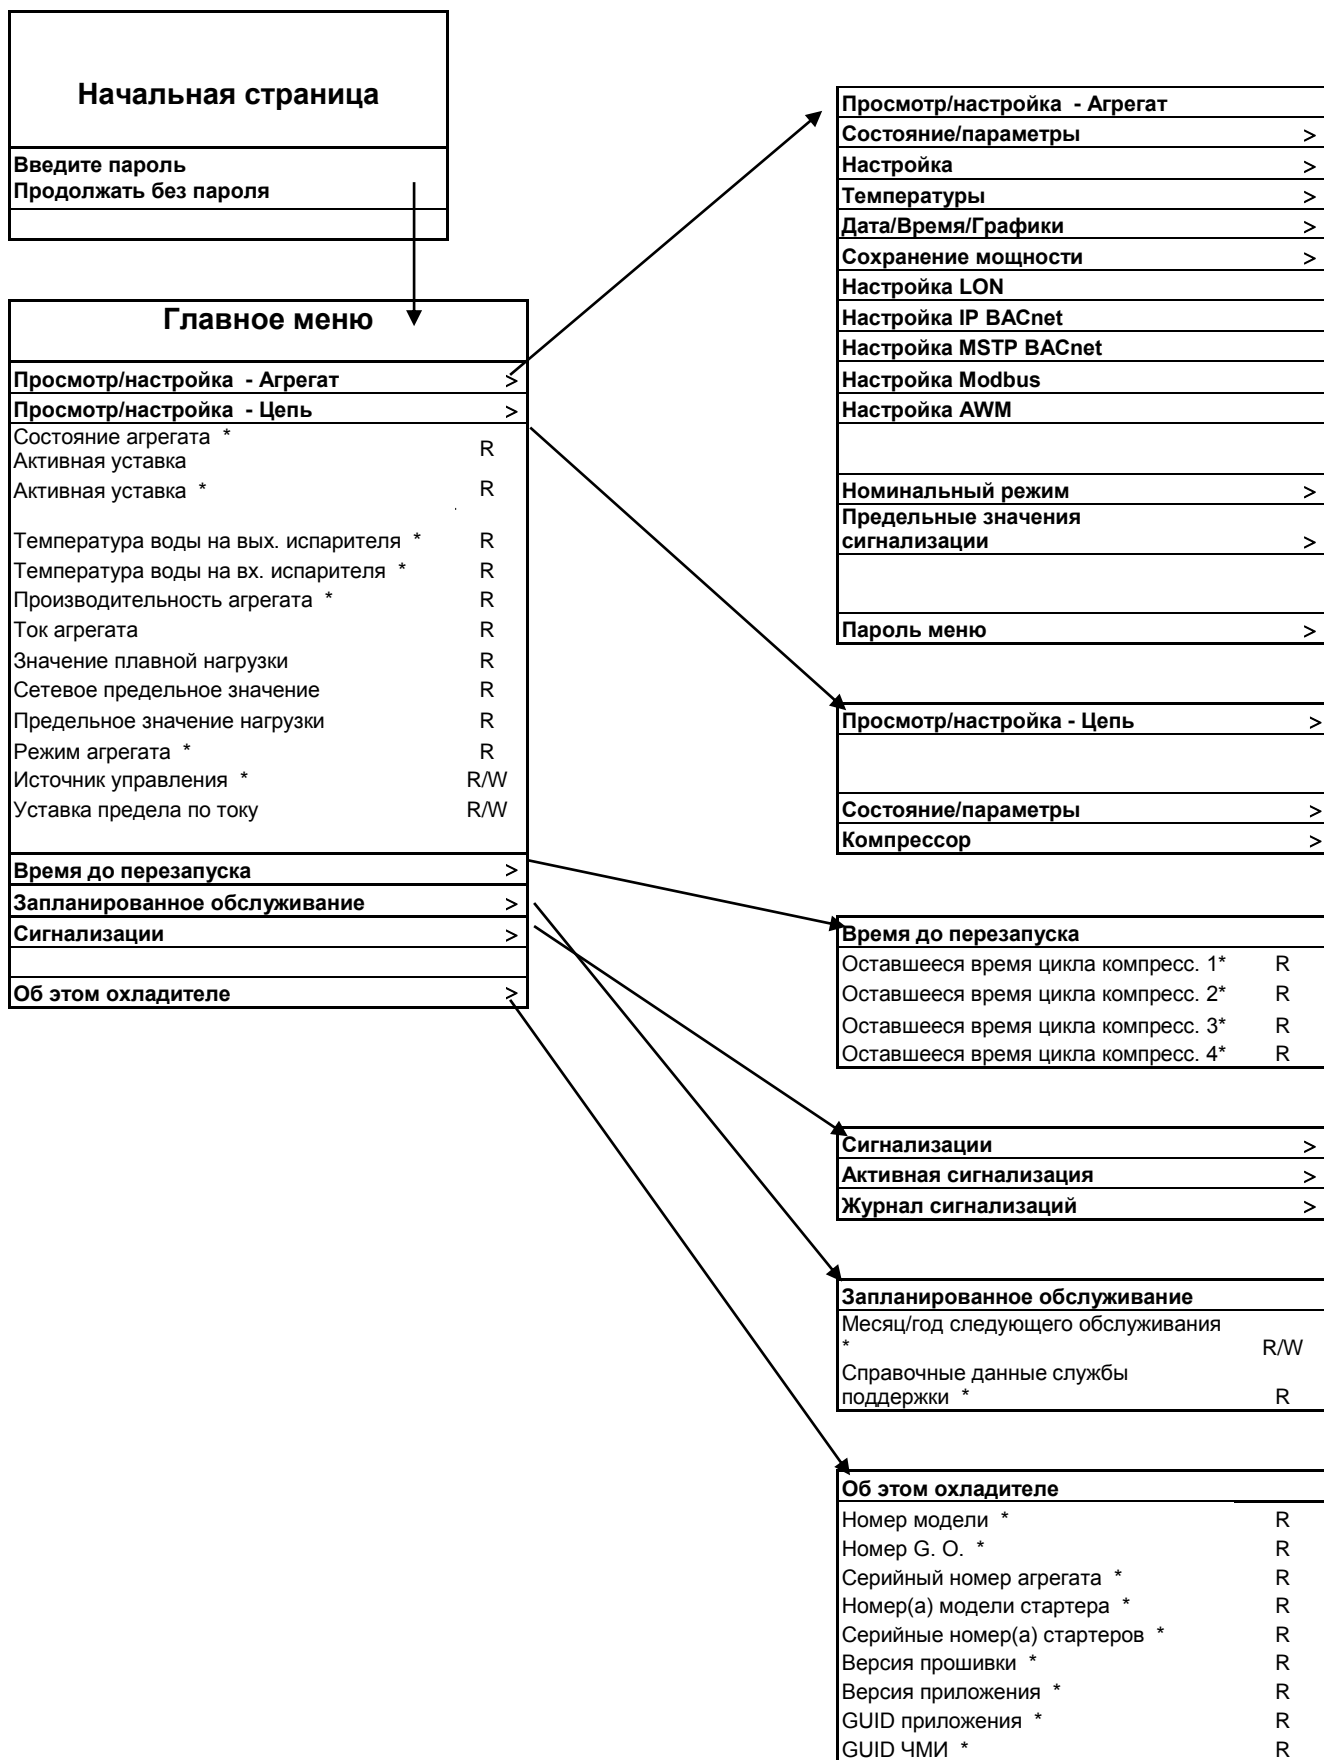 Начальная страница
Введите пароль
Продолжать без пароля
Главное меню
Просмотр/настройка - Агрегат >
Просмотр/настройка - Цепь >
Состояние агрегата *
Активная уставка R
Активная уставка * R
Температура воды на вых. испарителя * R
Температура воды на вх. испарителя * R
Производительность агрегата * R
Ток агрегата R
Значение плавной нагрузки R
Сетевое предельное значение R
Предельное значение нагрузки R
Режим агрегата * R
Источник управления * R/W
Уставка предела по току R/W
Время до перезапуска >
Запланированное обслуживание >
Сигнализации >
Об этом охладителе >
Просмотр/настройка - Агрегат
Состояние/параметры >
Настройка >
Температуры >
Дата/Время/Графики >
Сохранение мощности >
Настройка LON
Настройка IP BACnet
Настройка MSTP BACnet
Настройка Modbus
Настройка AWM
Номинальный режим >
Предельные значения
сигнализации >
Пароль меню >
Просмотр/настройка - Цепь >
Состояние/параметры >
Компрессор >
Время до перезапуска
Оставшееся время цикла компресс. 1* R
Оставшееся время цикла компресс. 2* R
Оставшееся время цикла компресс. 3* R
Оставшееся время цикла компресс. 4* R
Сигнализации >
Активная сигнализация >
Журнал сигнализаций >
Запланированное обслуживание
Месяц/год следующего обслуживания
* R/W
Справочные данные службы
поддержки * R
Об этом охладителе
Номер модели * R
Номер G. O. * R
Серийный номер агрегата * R
Номер(а) модели стартера * R
Серийные номер(а) стартеров * R
Версия прошивки * R
Версия приложения * R
GUID приложения * R
GUID ЧМИ * R